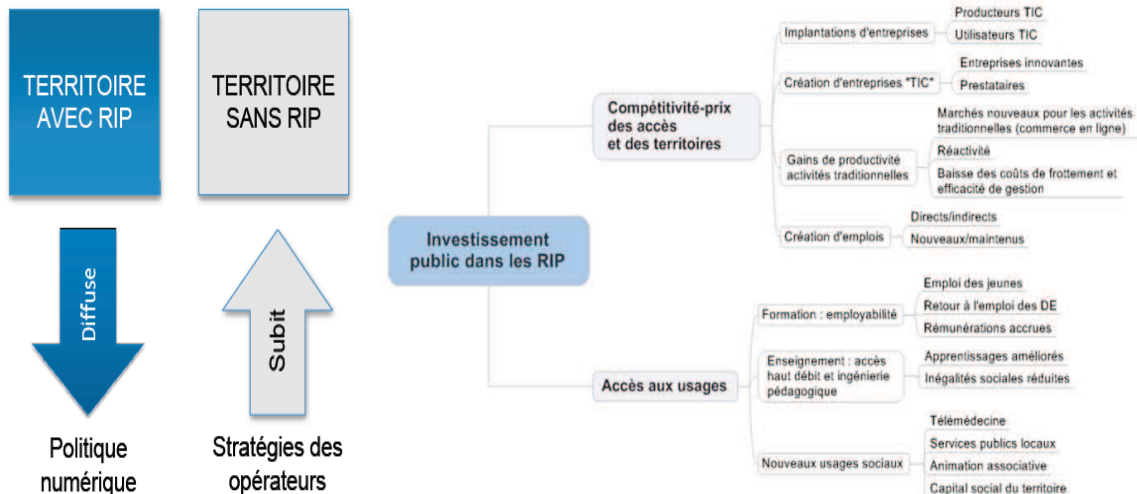 TERRITOIRE
AVEC RIP
TERRITOIRE
SANS RIP
Diffuse
Subit
Politique
numérique
Stratégies des
opérateurs
Investissement
public dans les RIP
Compétitivité-prix
des accès
et des territoires
Implantations d'entreprises
Producteurs TIC
Utilisateurs TIC
Création d'entreprises "TIC"
Entreprises innovantes
Prestataires
Gains de productivité
activités traditionnelles
Marchés nouveaux pour les activités
traditionnelles (commerce en ligne)
Réactivité
Baisse des coûts de frottement et
efficacité de gestion
Création d'emplois
Directs/indirects
Nouveaux/maintenus
Accès aux usages
Formation : employabilité
Emploi des jeunes
Retour à l'emploi des DE
Rémunérations accrues
Enseignement : accès
haut débit et ingénierie
pédagogique
Apprentissages améliorés
Inégalités sociales réduites
Nouveaux usages sociaux
Télémédecine
Services publics locaux
Animation associative
Capital social du territoire